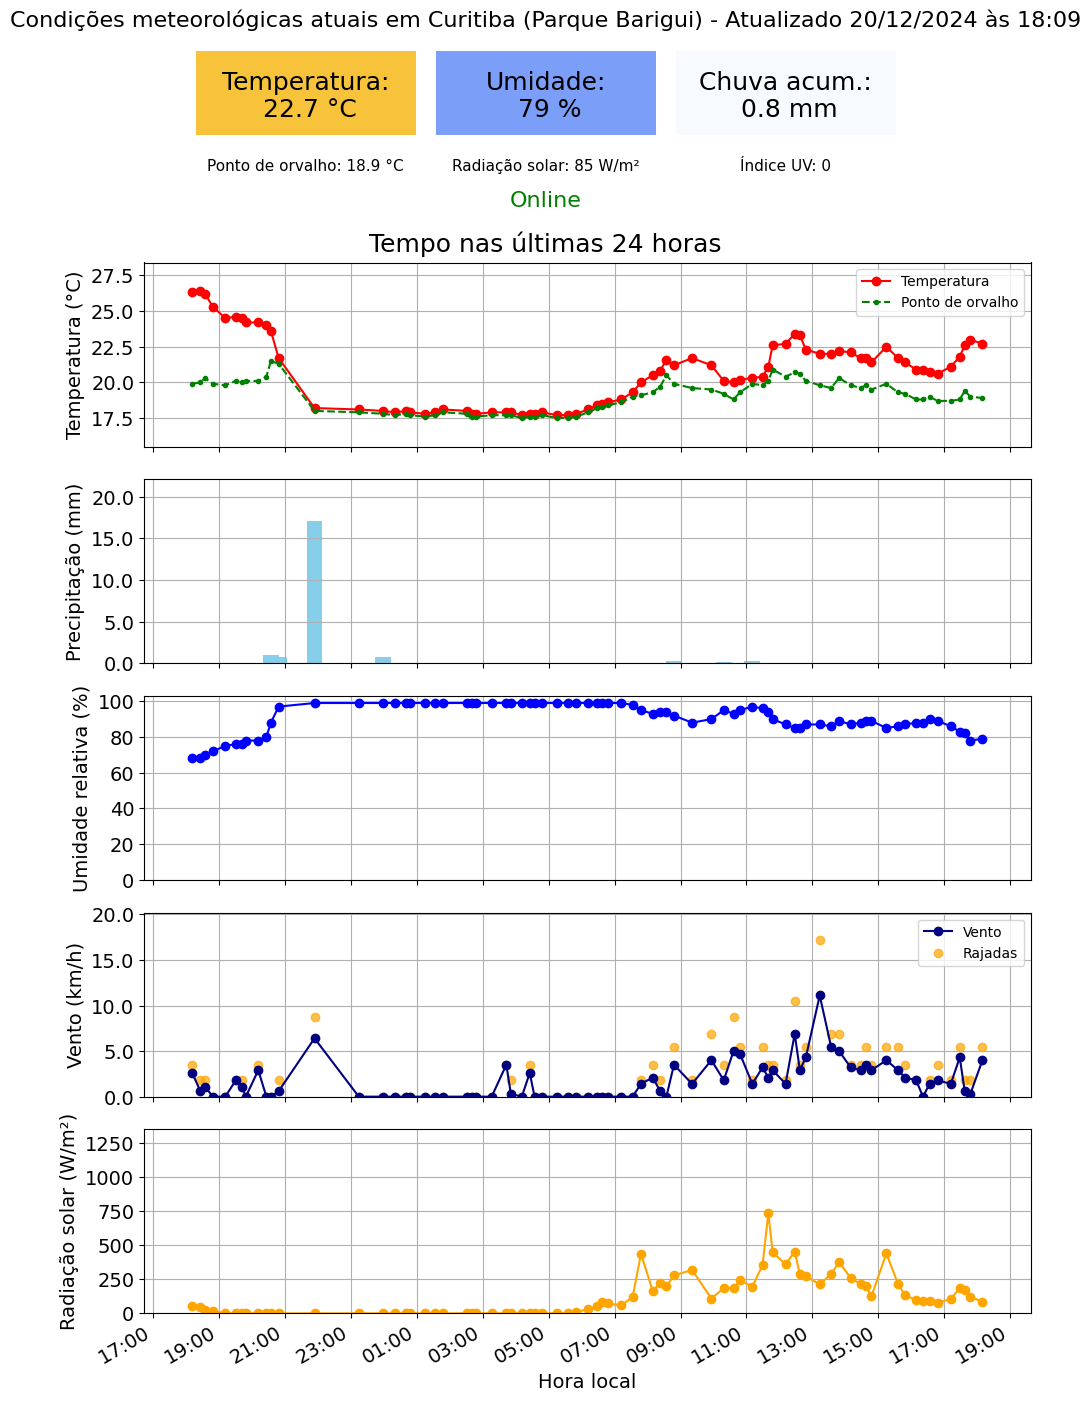 Condições meteorológicas atuais em Curitiba (Parque Barigui) - Atualizado 20/12/2024 às 18:09
Temperatura:
22.7 °C
Umidade:
79 %
Chuva acum.:
0.8 mm
Ponto de orvalho: 18.9 °C
Radiação solar: 85 W/m²
Índice UV: 0
Online
Tempo nas últimas 24 horas
Temperatura (°C)
27.5
25.0
22.5
20.0
17.5
Temperatura
Ponto de orvalho
Precipitação (mm)
20.0
15.0
10.0
5.0
0.0
Umidade relativa (%)
100
80
60
40
20
0
Vento (km/h)
20.0
15.0
10.0
5.0
0.0
Vento
Rajadas
Radiação solar (W/m²)
1250
1000
750
500
250
0
17:00
19:00
21:00
23:00
01:00
03:00
05:00
07:00
09:00
11:00
13:00
15:00
17:00
19:00
Hora local